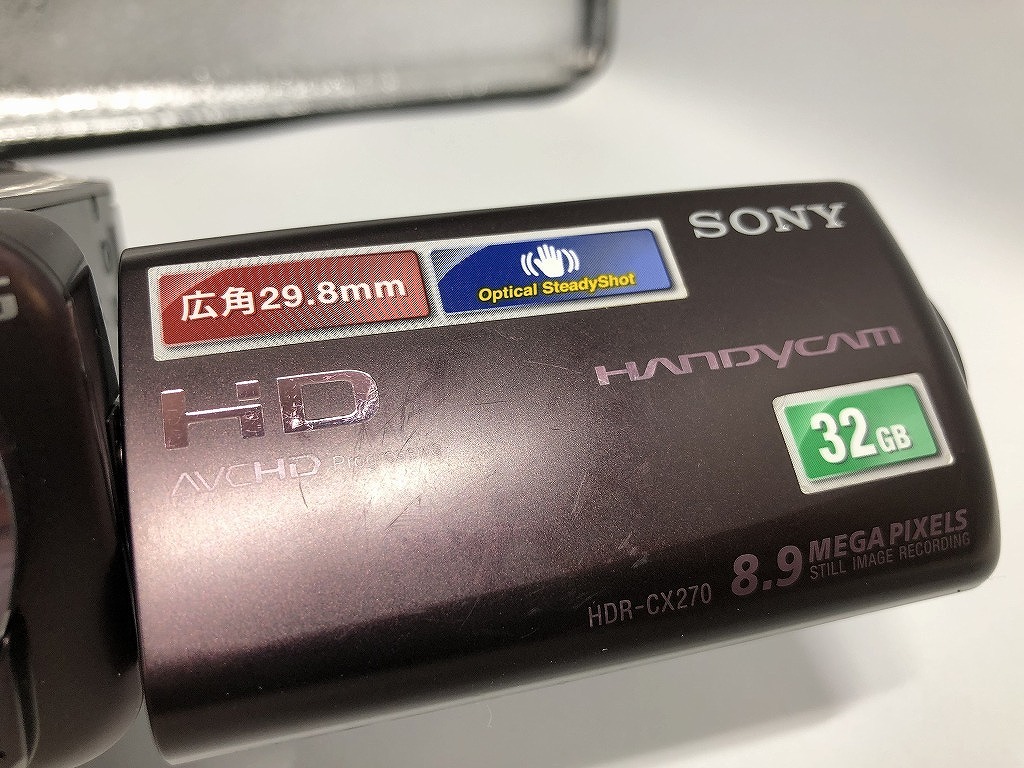 SONY
広角29.8mm
Optical SteadyShot
HANDYCAM
HD
32GB
AVCHD
8.9 MEGA PIXELS
STILL IMAGE RECORDING
HDR-CX270
G